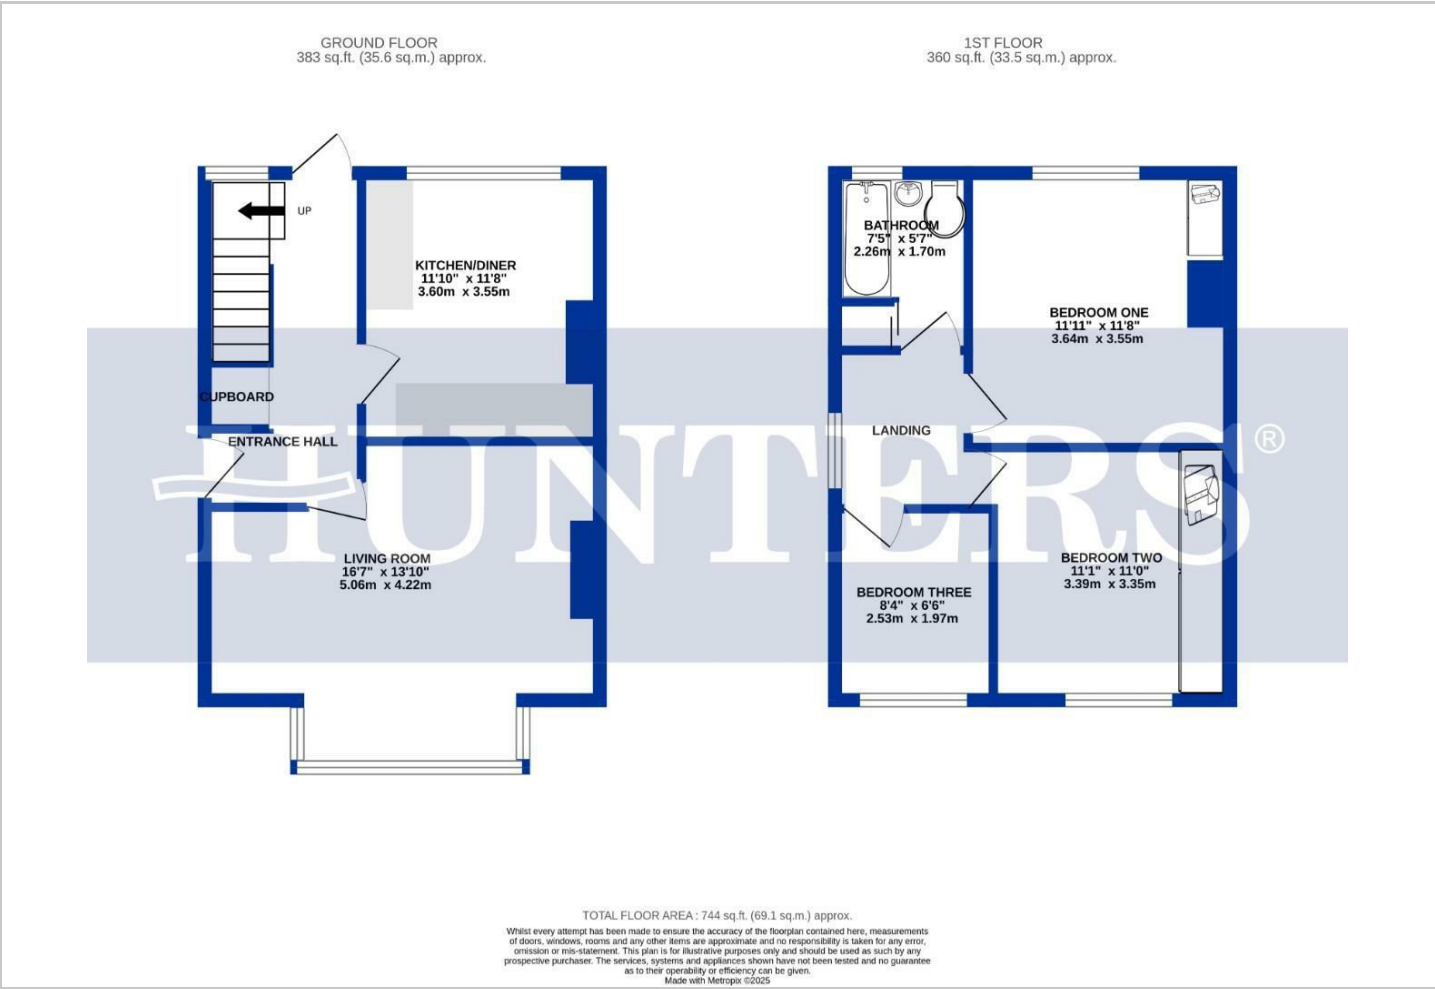 GROUND FLOOR
383 sq.ft. (35.6 sq.m.) approx.
1ST FLOOR
360 sq.ft. (33.5 sq.m.) approx.
UP
KITCHEN/DINER
11'10" x 11'8"
3.60m x 3.55m
CUPBOARD
ENTRANCE HALL
LIVING ROOM
16'7" x 13'10"
5.06m x 4.22m
BATHROOM
7'5" x 5'7"
2.26m x 1.70m
BEDROOM ONE
11'11" x 11'8"
3.64m x 3.55m
LANDING
BEDROOM TWO
11'1" x 11'0"
3.39m x 3.35m
BEDROOM THREE
8'4" x 6'6"
2.53m x 1.97m
HUNTERS®
TOTAL FLOOR AREA : 744 sq.ft. (69.1 sq.m.) approx.
Whilst every attempt has been made to ensure the accuracy of the floorplan contained here, measurements
of doors, windows, rooms and any other items are approximate and no responsibility is taken for any error,
omission or mis-statement. This plan is for illustrative purposes only and should be used as such by any
prospective purchaser. The services, systems and appliances shown have not been tested and no guarantee
as to their operability or efficiency can be given.
Made with Metropix ©2025